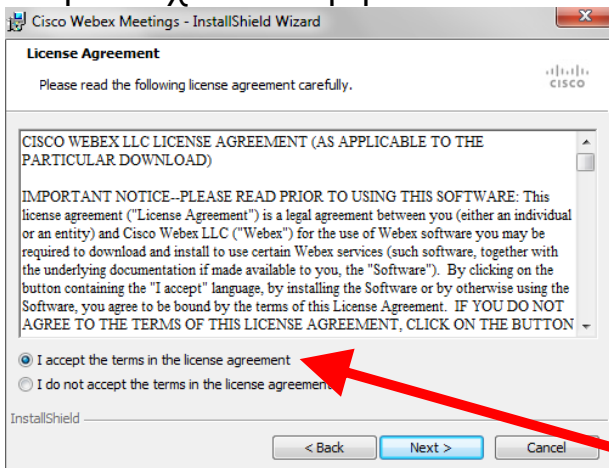 Cisco Webex Meetings - InstallShield Wizard
License Agreement
Please read the following license agreement carefully.
CISCO
CISCO WEBEX LLC LICENSE AGREEMENT (AS APPLICABLE TO THE
PARTICULAR DOWNLOAD)
IMPORTANT NOTICE--PLEASE READ PRIOR TO USING THIS SOFTWARE: This
license agreement ("License Agreement") is a legal agreement between you (either an individual
or an entity) and Cisco Webex LLC ("Webex") for the use of Webex software you may be
required to download and install to use certain Webex services (such software, together with
the underlying documentation if made available to you, the "Software").  By clicking on the
button containing the "I accept" language, by installing the Software or by otherwise using the
Software, you agree to be bound by the terms of this License Agreement.  IF YOU DO NOT
AGREE TO THE TERMS OF THIS LICENSE AGREEMENT, CLICK ON THE BUTTON
I accept the terms in the license agreement
I do not accept the terms in the license agreement
InstallShield
< Back
Next >
Cancel